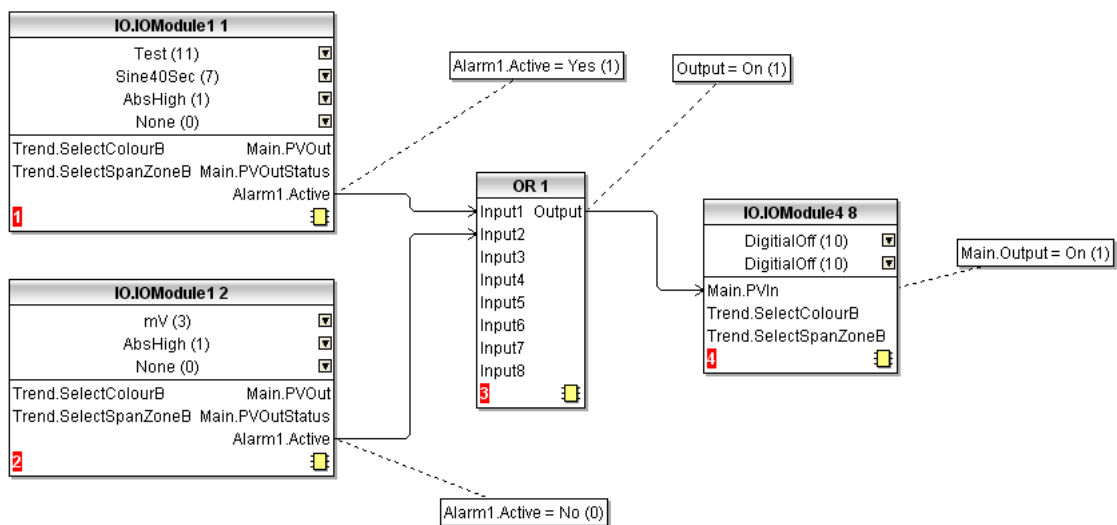 IO.IOModule1 1
Test (11)
Sine40Sec (7)
AbsHigh (1)
None (0)
Trend.SelectColourB Main.PVOut
Trend.SelectSpanZoneB Main.PVOutStatus
Alarm1.Active
1
Alarm1.Active = Yes (1)
Output = On (1)
OR 1
Input1 Output
Input2
Input3
Input4
Input5
Input6
Input7
Input8
3
IO.IOModule4 8
DigitialOff (10)
DigitialOff (10)
Main.PVIn
Trend.SelectColourB
Trend.SelectSpanZoneB
4
Main.Output = On (1)
IO.IOModule1 2
mV (3)
AbsHigh (1)
None (0)
Trend.SelectColourB Main.PVOut
Trend.SelectSpanZoneB Main.PVOutStatus
Alarm1.Active
2
Alarm1.Active = No (0)